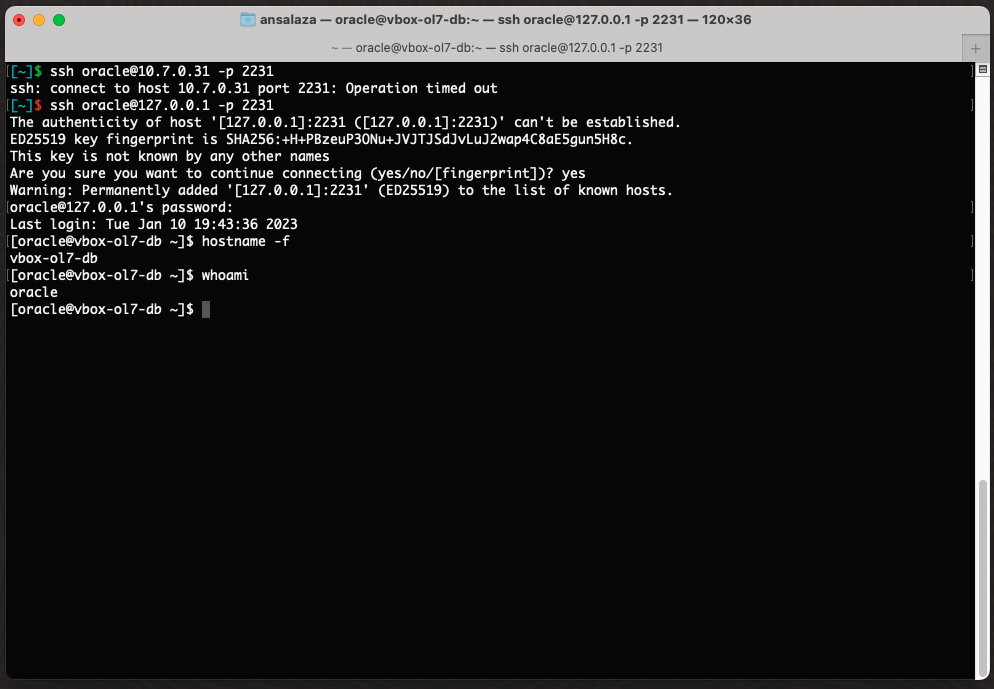 ansalaza — oracle@vbox-ol7-db:~ — ssh oracle@127.0.0.1 -p 2231 — 120×36
~ — oracle@vbox-ol7-db:~ — ssh oracle@127.0.0.1 -p 2231
+
[[~]$ ssh oracle@10.7.0.31 -p 2231 ]
ssh: connect to host 10.7.0.31 port 2231: Operation timed out
[[~]$ ssh oracle@127.0.0.1 -p 2231 ]
The authenticity of host '[127.0.0.1]:2231 ([127.0.0.1]:2231)' can't be established.
ED25519 key fingerprint is SHA256:+H+PBzeuP3ONu+JVJTJSdJvLuJ2wap4C8aE5gun5H8c.
This key is not known by any other names
Are you sure you want to continue connecting (yes/no/[fingerprint])? yes
Warning: Permanently added '[127.0.0.1]:2231' (ED25519) to the list of known hosts.
[oracle@127.0.0.1's password: ]
Last login: Tue Jan 10 19:43:36 2023
[[oracle@vbox-ol7-db ~]$ hostname -f ]
vbox-ol7-db
[[oracle@vbox-ol7-db ~]$ whoami ]
oracle
[oracle@vbox-ol7-db ~]$